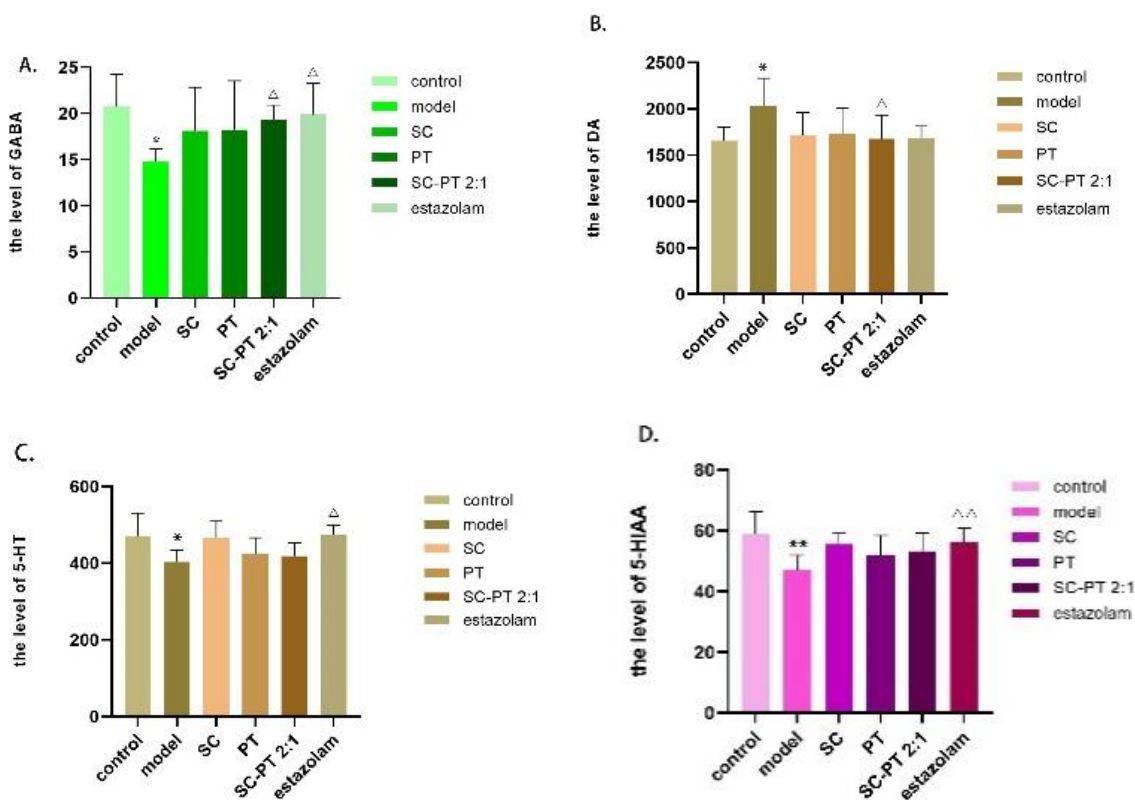 A.
the level of GABA
25
20
15
10
5
0
*
△
△
control
model
SC
PT
SC-PT 2:1
estazolam
control
model
SC
PT
SC-PT 2:1
estazolam
B.
the level of DA
2500
2000
1500
1000
500
0
*
△
control
model
SC
PT
SC-PT 2:1
estazolam
control
model
SC
PT
SC-PT 2:1
estazolam
C.
the level of 5-HT
600
400
200
0
*
△
control
model
SC
PT
SC-PT 2:1
estazolam
control
model
SC
PT
SC-PT 2:1
estazolam
D.
the level of 5-HIAA
80
60
40
20
0
**
△△
control
model
SC
PT
SC-PT 2:1
estazolam
control
model
SC
PT
SC-PT 2:1
estazolam